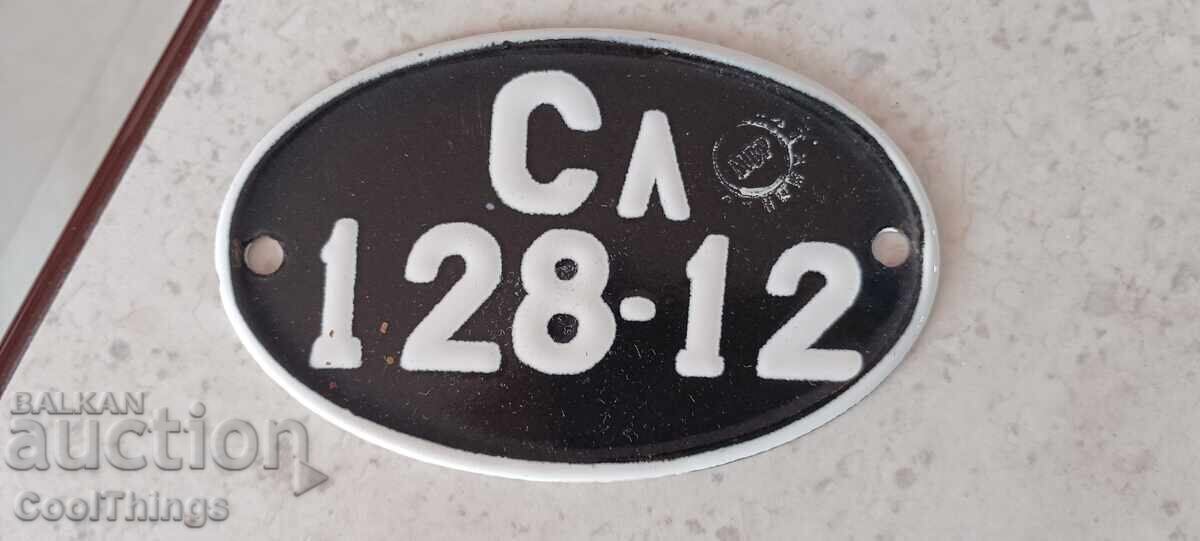 Сл
128-12
BALKAN
auction
CoolThings